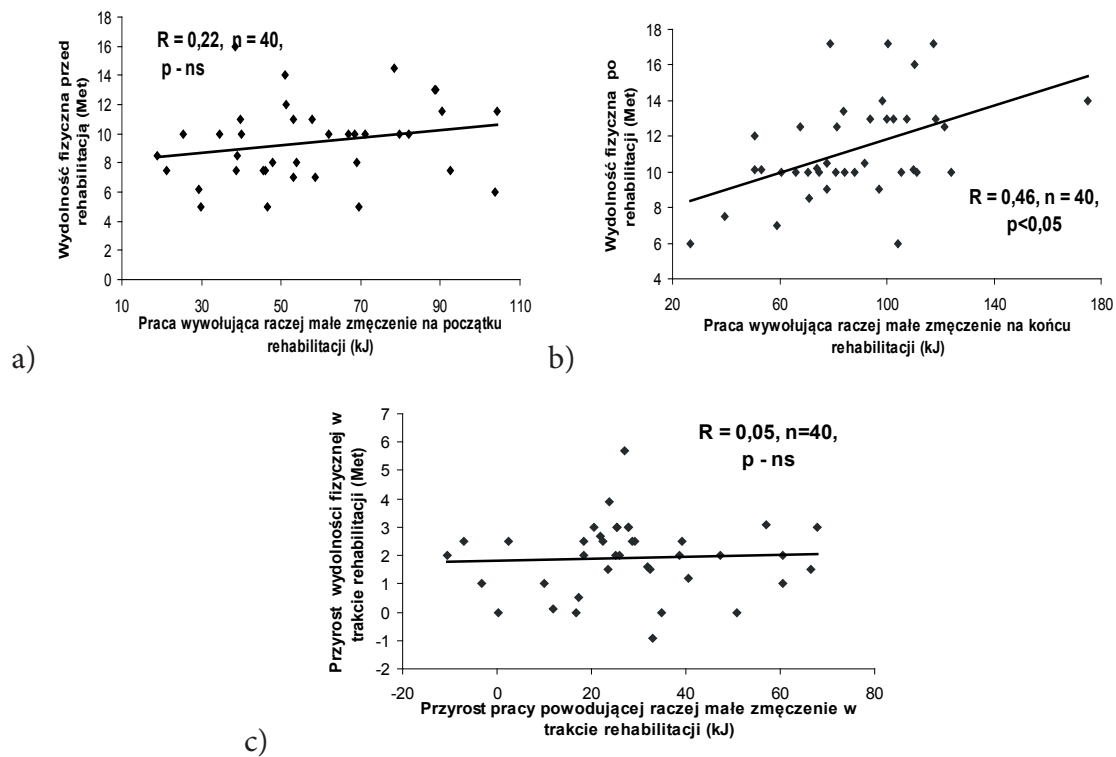 R = 0,22, n = 40,
p - ns
Wydolność fizyczna przed
rehabilitacją (Met)
18
16
14
12
10
8
6
4
2
0
10 30 50 70 90 110
Praca wywołująca raczej małe zmęczenie na początku
rehabilitacji (kJ)
a)
Wydolność fizyczna po
rehabilitacji (Met)
18
16
14
12
10
8
6
4
R = 0,46, n = 40,
p<0,05
20 60 100 140 180
Praca wywołująca raczej małe zmęczenie na końcu
rehabilitacji (kJ)
b)
Przyrost wydolności fizycznej w
trakcie rehabilitacji (Met)
7
6
5
4
3
2
1
0
-1
-2
R = 0,05, n=40,
p - ns
-20 0 20 40 60 80
Przyrost pracy powodującej raczej małe zmęczenie w
trakcie rehabilitacji (kJ)
c)